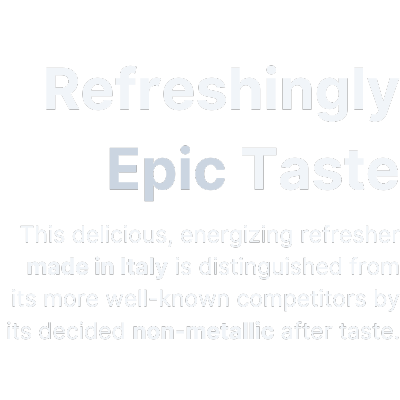 Refreshingly
Epic Taste
This delicious, energizing refresher
made in Italy is distinguished from
its more well-known competitors by
its decided non-metallic after taste.